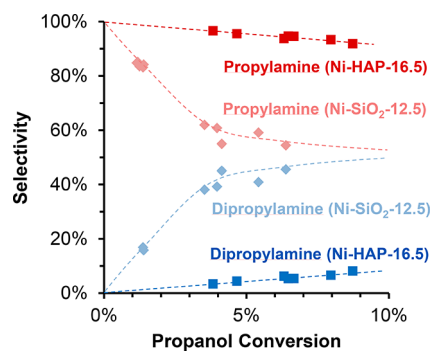 100%
80%
60%
40%
20%
0%
Selectivity
Propylamine (Ni-HAP-16.5)
Propylamine (Ni-SiO₂-12.5)
Dipropylamine (Ni-SiO₂-12.5)
Dipropylamine (Ni-HAP-16.5)
0% 5% 10%
Propanol Conversion